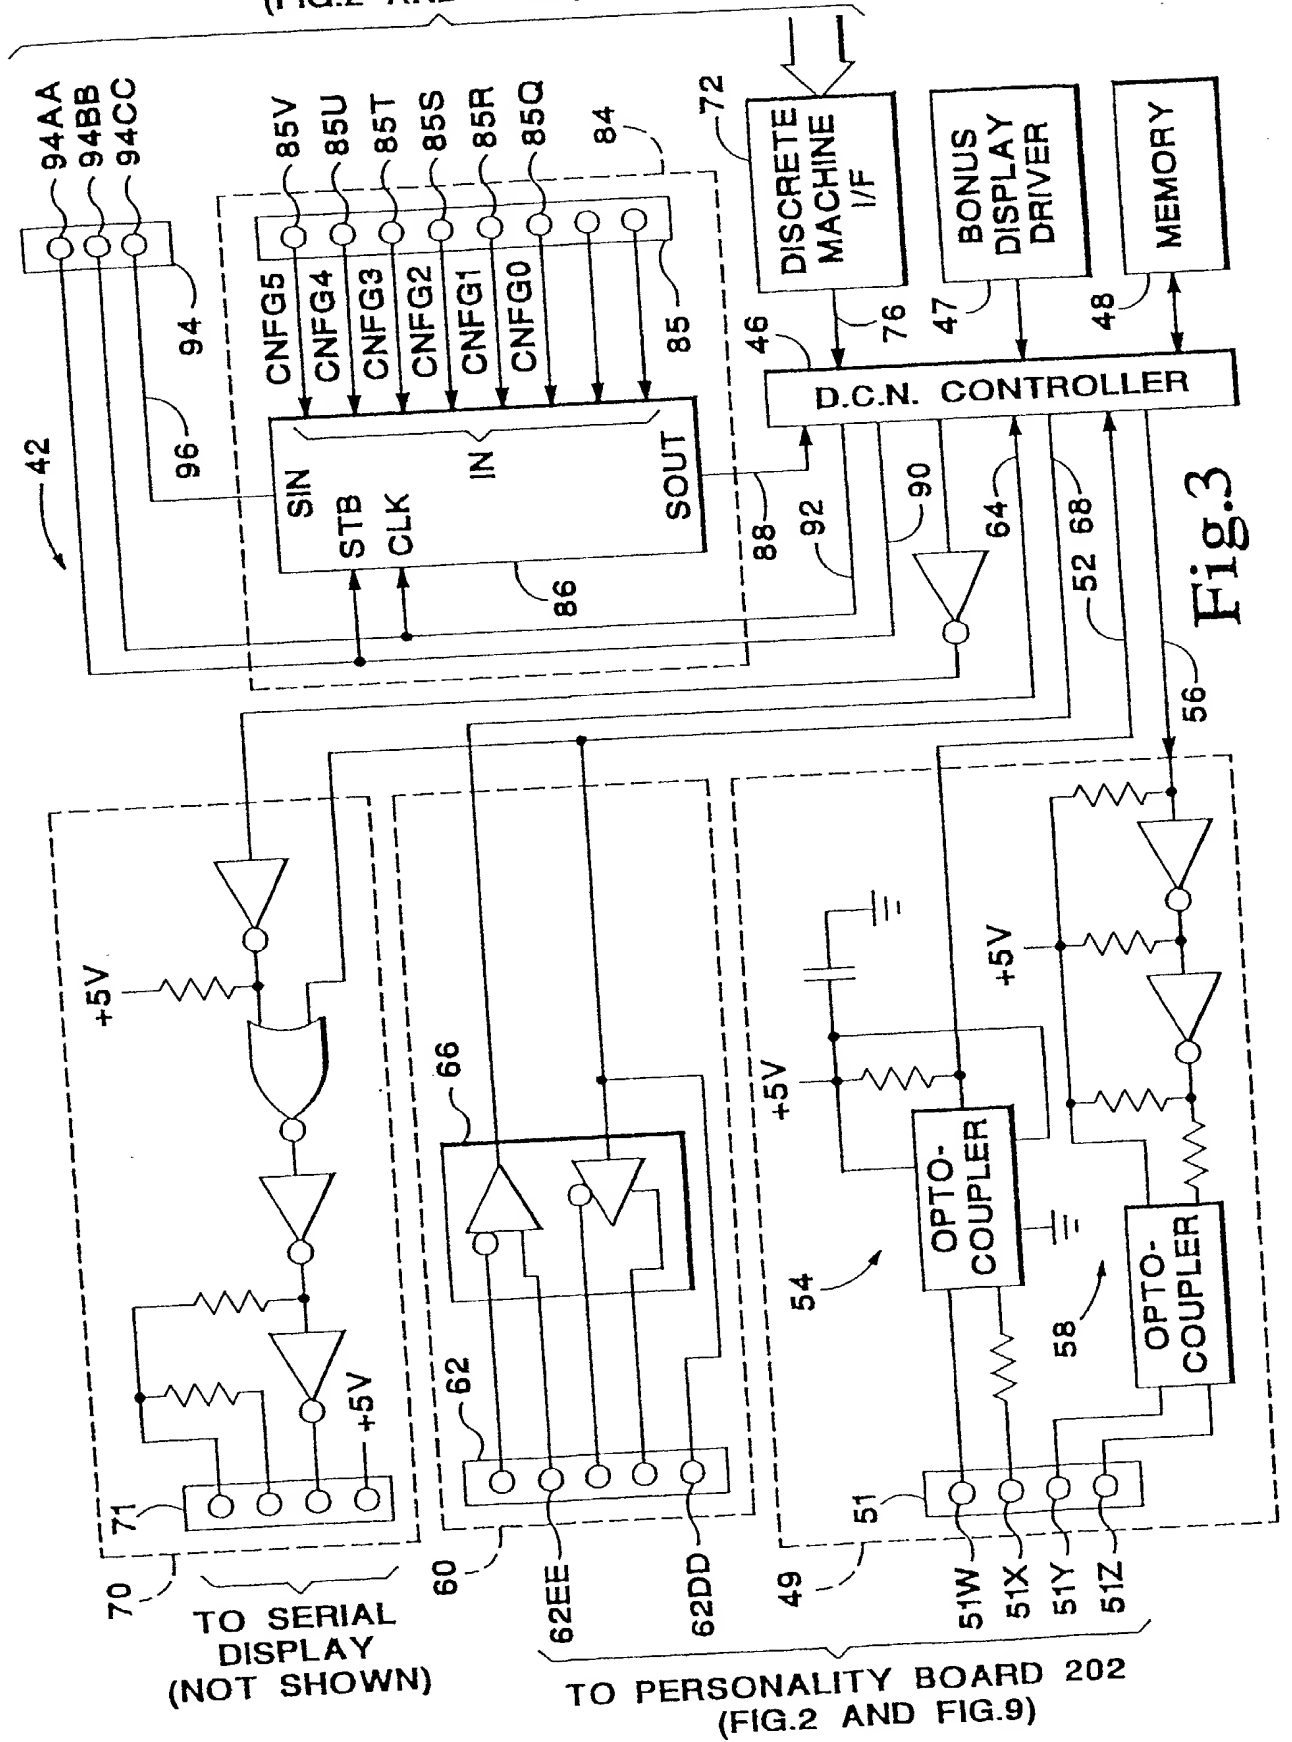 (FIG.2 AND
94AA
94BB
94CC
85V
85U
85T
85S
85R
85Q
84
72
DISCRETE
MACHINE
I/F
BONUS
DISPLAY
DRIVER
MEMORY
94
96
42
CNFG5
CNFG4
CNFG3
CNFG2
CNFG1
CNFG0
85
46
76
47
48
D.C.N. CONTROLLER
SIN
STB
CLK
IN
SOUT
86
88
92
90
64
68
52
56
Fig.3
+5V
+5V
+5V
66
54
OPTO-
COUPLER
58
OPTO-
COUPLER
+5V
71
62
51
70
60
49
62EE
62DD
51W
51X
51Y
51Z
TO SERIAL
DISPLAY
(NOT SHOWN)
TO PERSONALITY BOARD 202
(FIG.2 AND FIG.9)